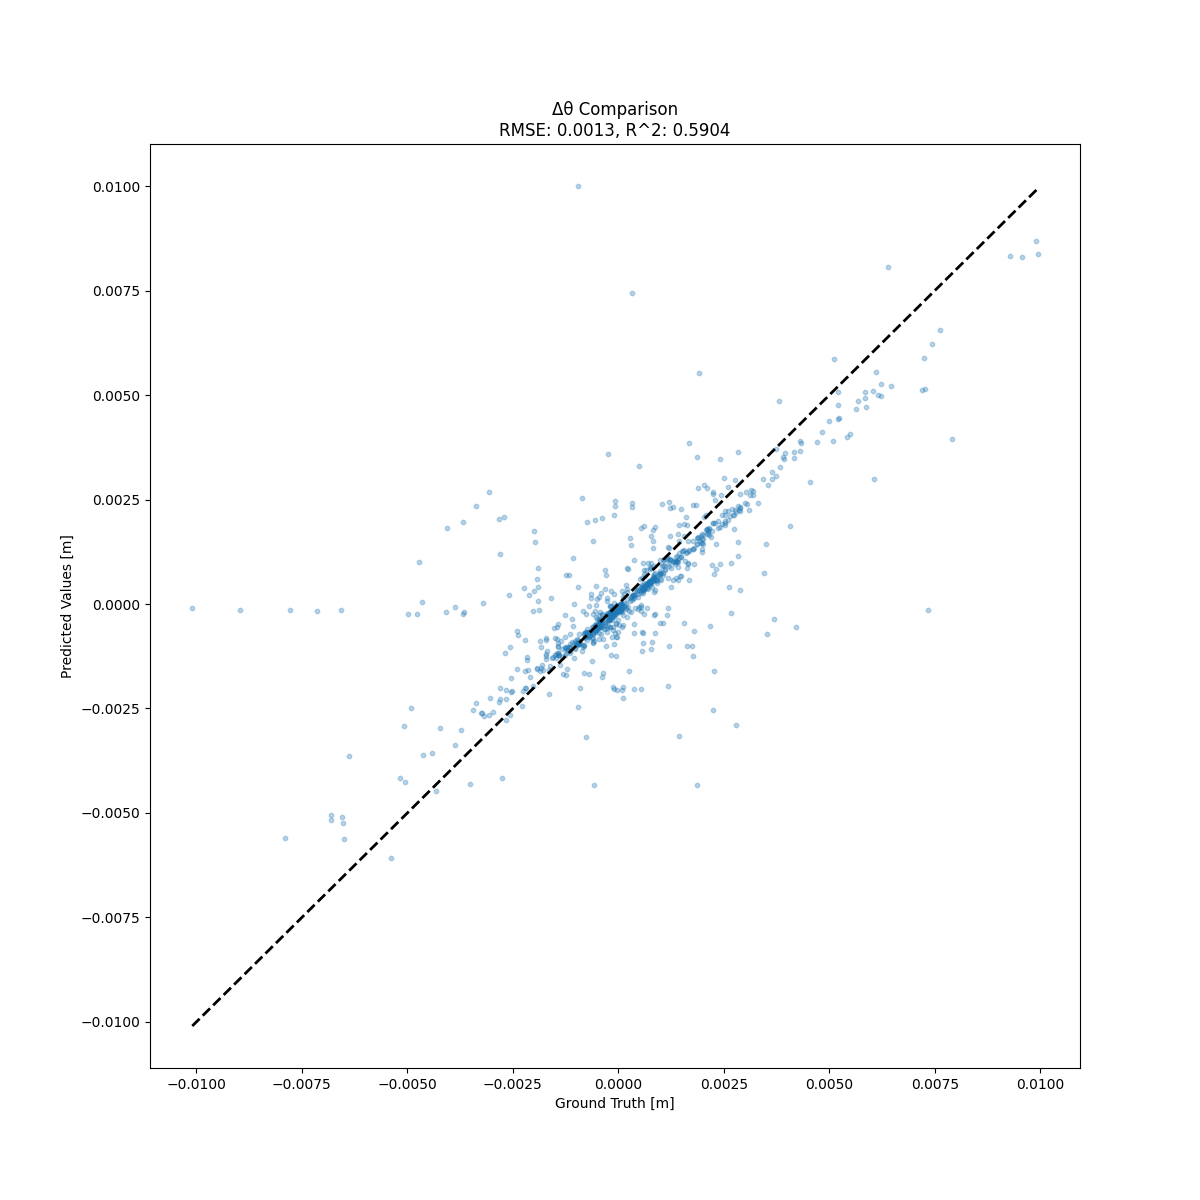 Δθ Comparison
RMSE: 0.0013, R^2: 0.5904
0.0100
0.0075
0.0050
0.0025
0.0000
−0.0025
−0.0050
−0.0075
−0.0100
Predicted Values [m]
−0.0100 −0.0075 −0.0050 −0.0025 0.0000 0.0025 0.0050 0.0075 0.0100
Ground Truth [m]